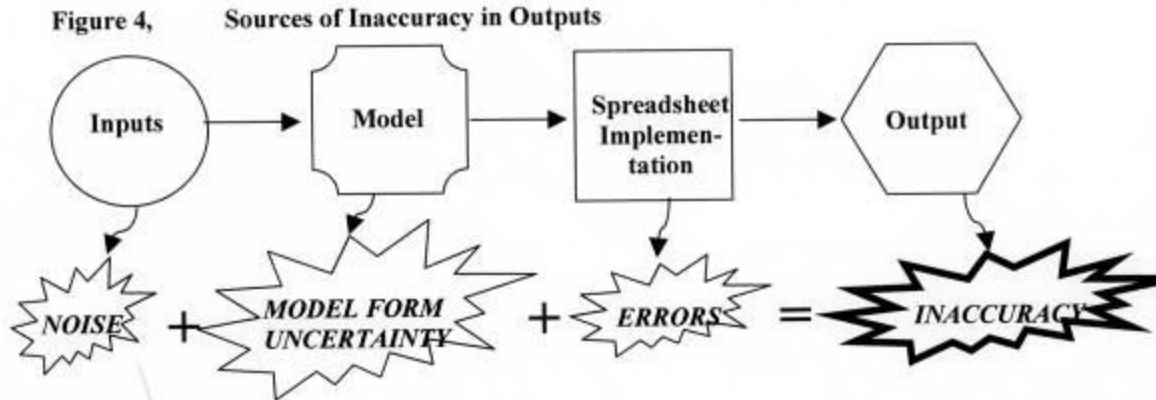 Figure 4, Sources of Inaccuracy in Outputs
Inputs
Model
Spreadsheet
Implemen-
tation
Output
NOISE
+
MODEL FORM
UNCERTAINTY
+
ERRORS
=
INACCURACY